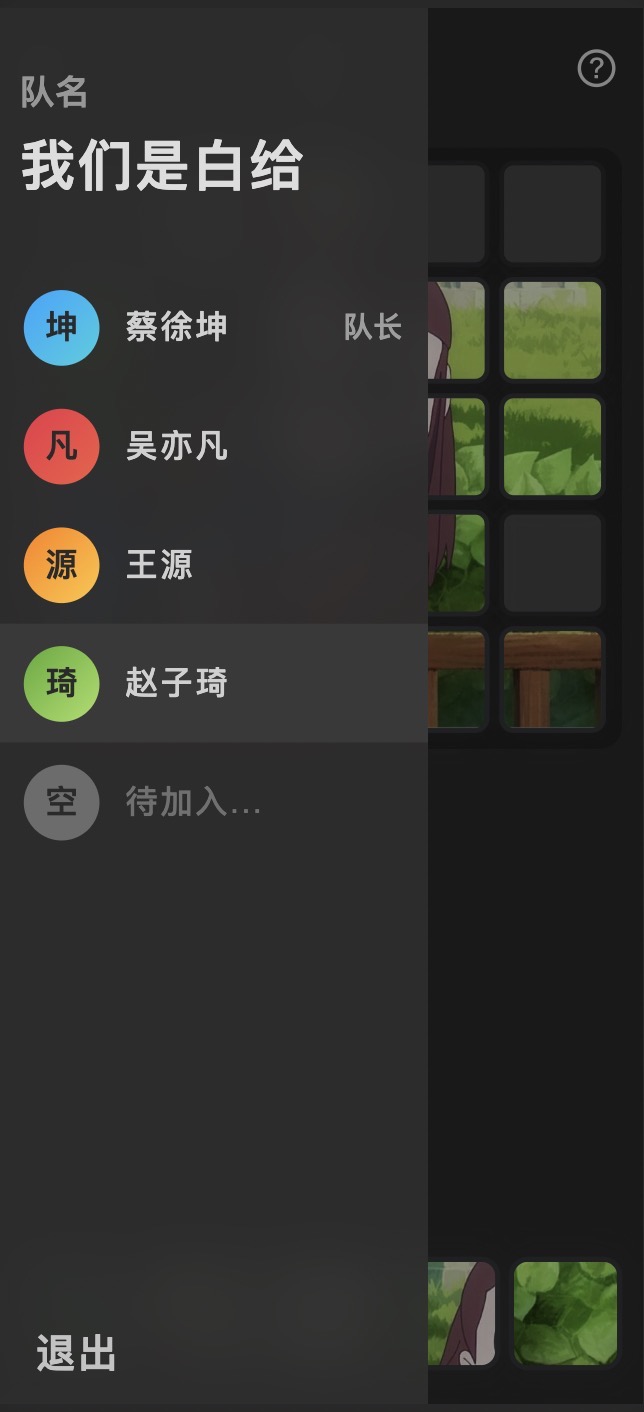 队名
我们是白给
坤 蔡徐坤 队长
凡 吴亦凡
源 王源
琦 赵子琦
空 待加入...
退出
?